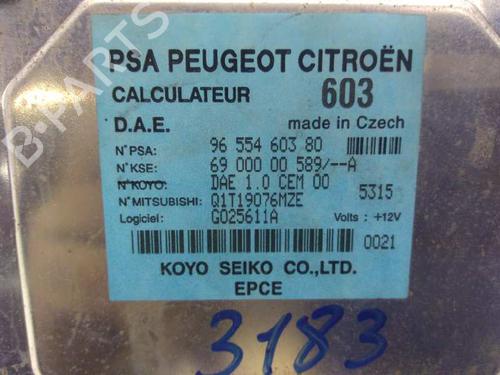 PSA PEUGEOT CITROËN
CALCULATEUR 603
D.A.E. made in Czech
N°PSA: 96 554 603 80
N°KSE: 69 000 00 589/--A
N°KOYO: DAE 1.0 CEM 00
N°MITSUBISHI: Q1T19076MZE 5315
Logiciel: G025611A Volts : +12V
0021
KOYO SEIKO CO.,LTD.
EPCE
3183